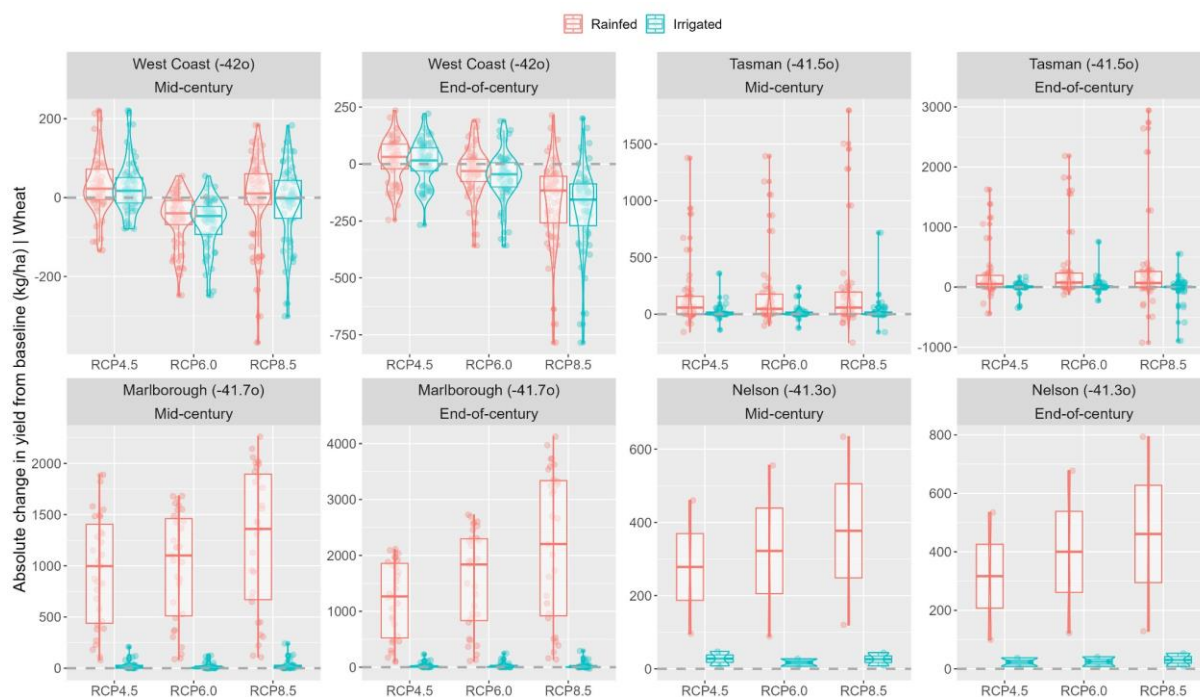 Rainfed Irrigated
Absolute change in yield from baseline (kg/ha) | Wheat
West Coast (-42o)
Mid-century
200
0
-200
RCP4.5 RCP6.0 RCP8.5
West Coast (-42o)
End-of-century
250
0
-250
-500
-750
RCP4.5 RCP6.0 RCP8.5
Tasman (-41.5o)
Mid-century
1500
1000
500
0
RCP4.5 RCP6.0 RCP8.5
Tasman (-41.5o)
End-of-century
3000
2000
1000
0
-1000
RCP4.5 RCP6.0 RCP8.5
Marlborough (-41.7o)
Mid-century
2000
1500
1000
500
0
RCP4.5 RCP6.0 RCP8.5
Marlborough (-41.7o)
End-of-century
4000
3000
2000
1000
0
RCP4.5 RCP6.0 RCP8.5
Nelson (-41.3o)
Mid-century
600
400
200
0
RCP4.5 RCP6.0 RCP8.5
Nelson (-41.3o)
End-of-century
800
600
400
200
0
RCP4.5 RCP6.0 RCP8.5